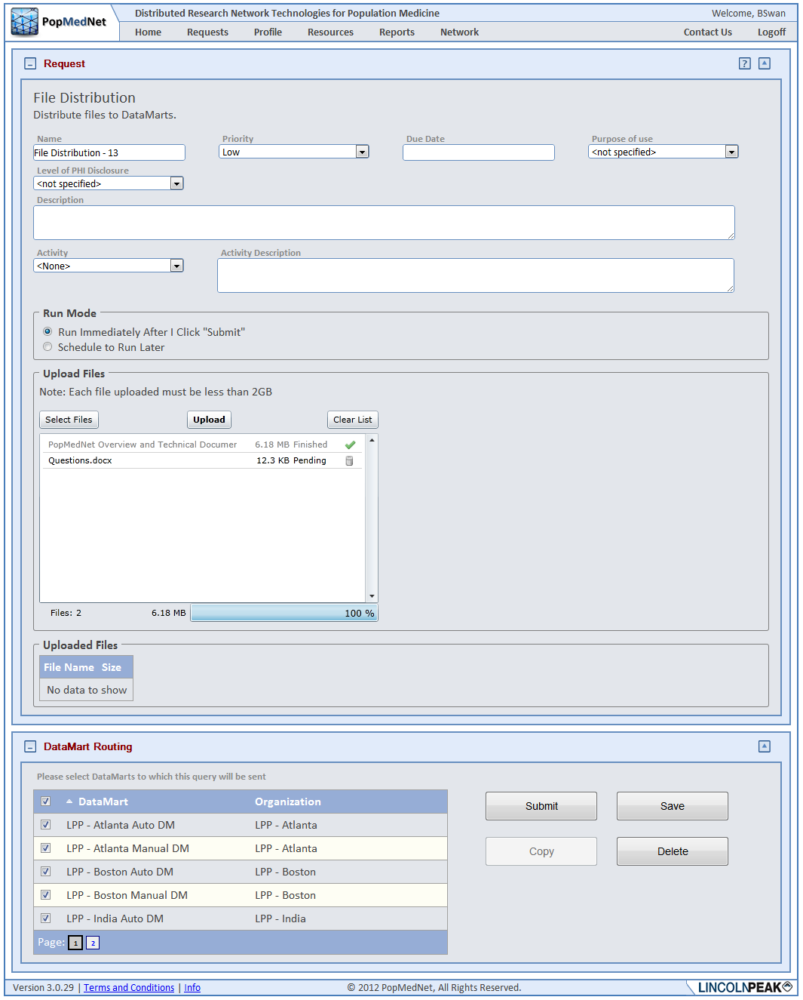 PopMedNet
Distributed Research Network Technologies for Population Medicine
Welcome, BSwan
Home Requests Profile Resources Reports Network Contact Us Logoff
Request
?
File Distribution
Distribute files to DataMarts.
Name Priority Due Date Purpose of use
File Distribution - 13 Low <not specified>
Level of PHI Disclosure
<not specified>
Description
Activity Activity Description
<None>
Run Mode
Run Immediately After I Click "Submit"
Schedule to Run Later
Upload Files
Note: Each file uploaded must be less than 2GB
Select Files Upload Clear List
PopMedNet Overview and Technical Documer 6.18 MB Finished
Questions.docx 12.3 KB Pending
Files: 2 6.18 MB 100 %
Uploaded Files
File Name Size
No data to show
DataMart Routing
Please select DataMarts to which this query will be sent
DataMart Organization
LPP - Atlanta Auto DM LPP - Atlanta
LPP - Atlanta Manual DM LPP - Atlanta
LPP - Boston Auto DM LPP - Boston
LPP - Boston Manual DM LPP - Boston
LPP - India Auto DM LPP - India
Page: 1 2
Submit Save
Copy Delete
Version 3.0.29 | Terms and Conditions | Info
© 2012 PopMedNet, All Rights Reserved.
LINCOLNPEAK